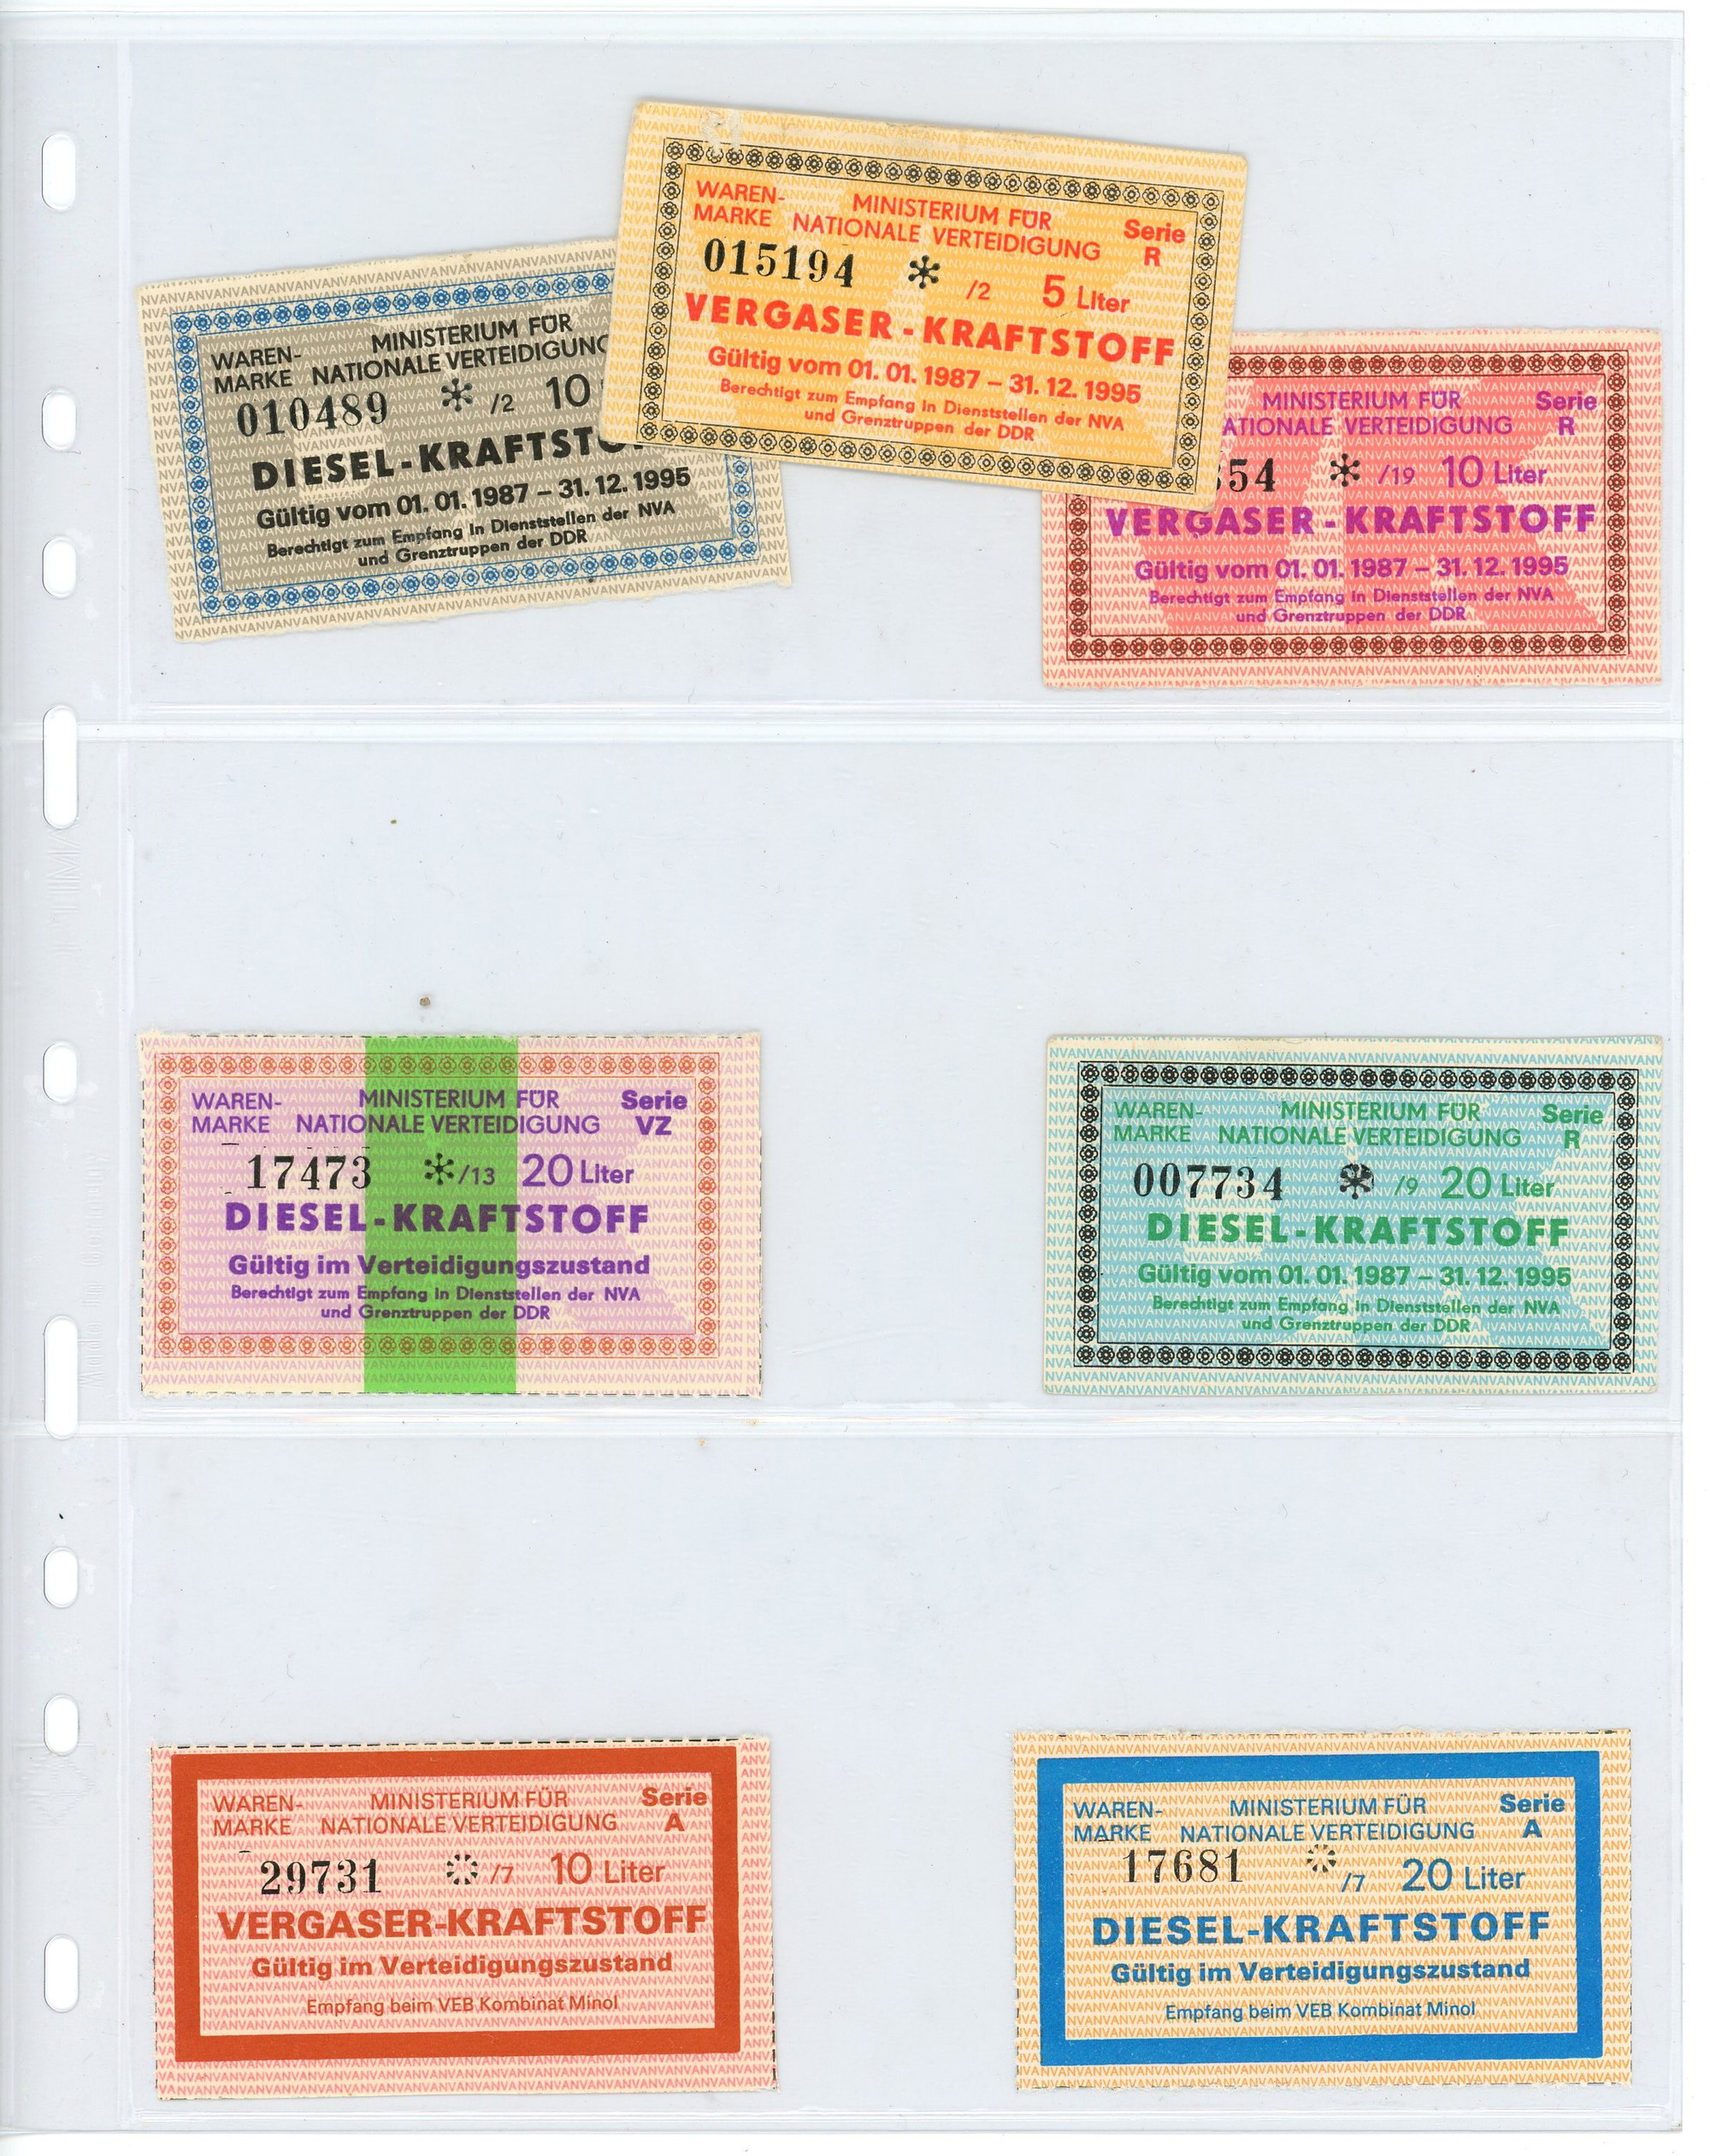 WAREN- MINISTERIUM FÜR
MARKE NATIONALE VERTEIDIGUNG
010489 * /2 10
DIESEL-KRAFTSTO
Gültig vom 01. 01. 1987 – 31. 12. 1995
Berechtigt zum Empfang in Dienststellen der NVA
und Grenztruppen der DDR
WAREN- MINISTERIUM FÜR Serie
MARKE NATIONALE VERTEIDIGUNG R
015194 * /2 5 Liter
VERGASER - KRAFTSTOFF
Gültig vom 01. 01. 1987 – 31. 12. 1995
Berechtigt zum Empfang in Dienststellen der NVA
und Grenztruppen der DDR
MINISTERIUM FÜR Serie
ATIONALE VERTEIDIGUNG R
54 * /19 10 Liter
VERGASER - KRAFTSTOFF
Gültig vom 01. 01. 1987 – 31. 12. 1995
Berechtigt zum Empfang in Dienststellen der NVA
und Grenztruppen der DDR
WAREN- MINISTERIUM FÜR Serie
MARKE NATIONALE VERTEIDIGUNG VZ
17473 * /13 20 Liter
DIESEL-KRAFTSTOFF
Gültig im Verteidigungszustand
Berechtigt zum Empfang in Dienststellen der NVA
und Grenztruppen der DDR
WAREN- MINISTERIUM FÜR Serie
MARKE NATIONALE VERTEIDIGUNG R
007734 * /9 20 Liter
DIESEL-KRAFTSTOFF
Gültig vom 01. 01. 1987 – 31. 12. 1995
Berechtigt zum Empfang in Dienststellen der NVA
und Grenztruppen der DDR
WAREN- MINISTERIUM FÜR Serie
MARKE NATIONALE VERTEIDIGUNG A
29731 /7 10 Liter
VERGASER-KRAFTSTOFF
Gültig im Verteidigungszustand
Empfang beim VEB Kombinat Minol
WAREN- MINISTERIUM FÜR Serie
MARKE NATIONALE VERTEIDIGUNG A
17681 /7 20 Liter
DIESEL-KRAFTSTOFF
Gültig im Verteidigungszustand
Empfang beim VEB Kombinat Minol